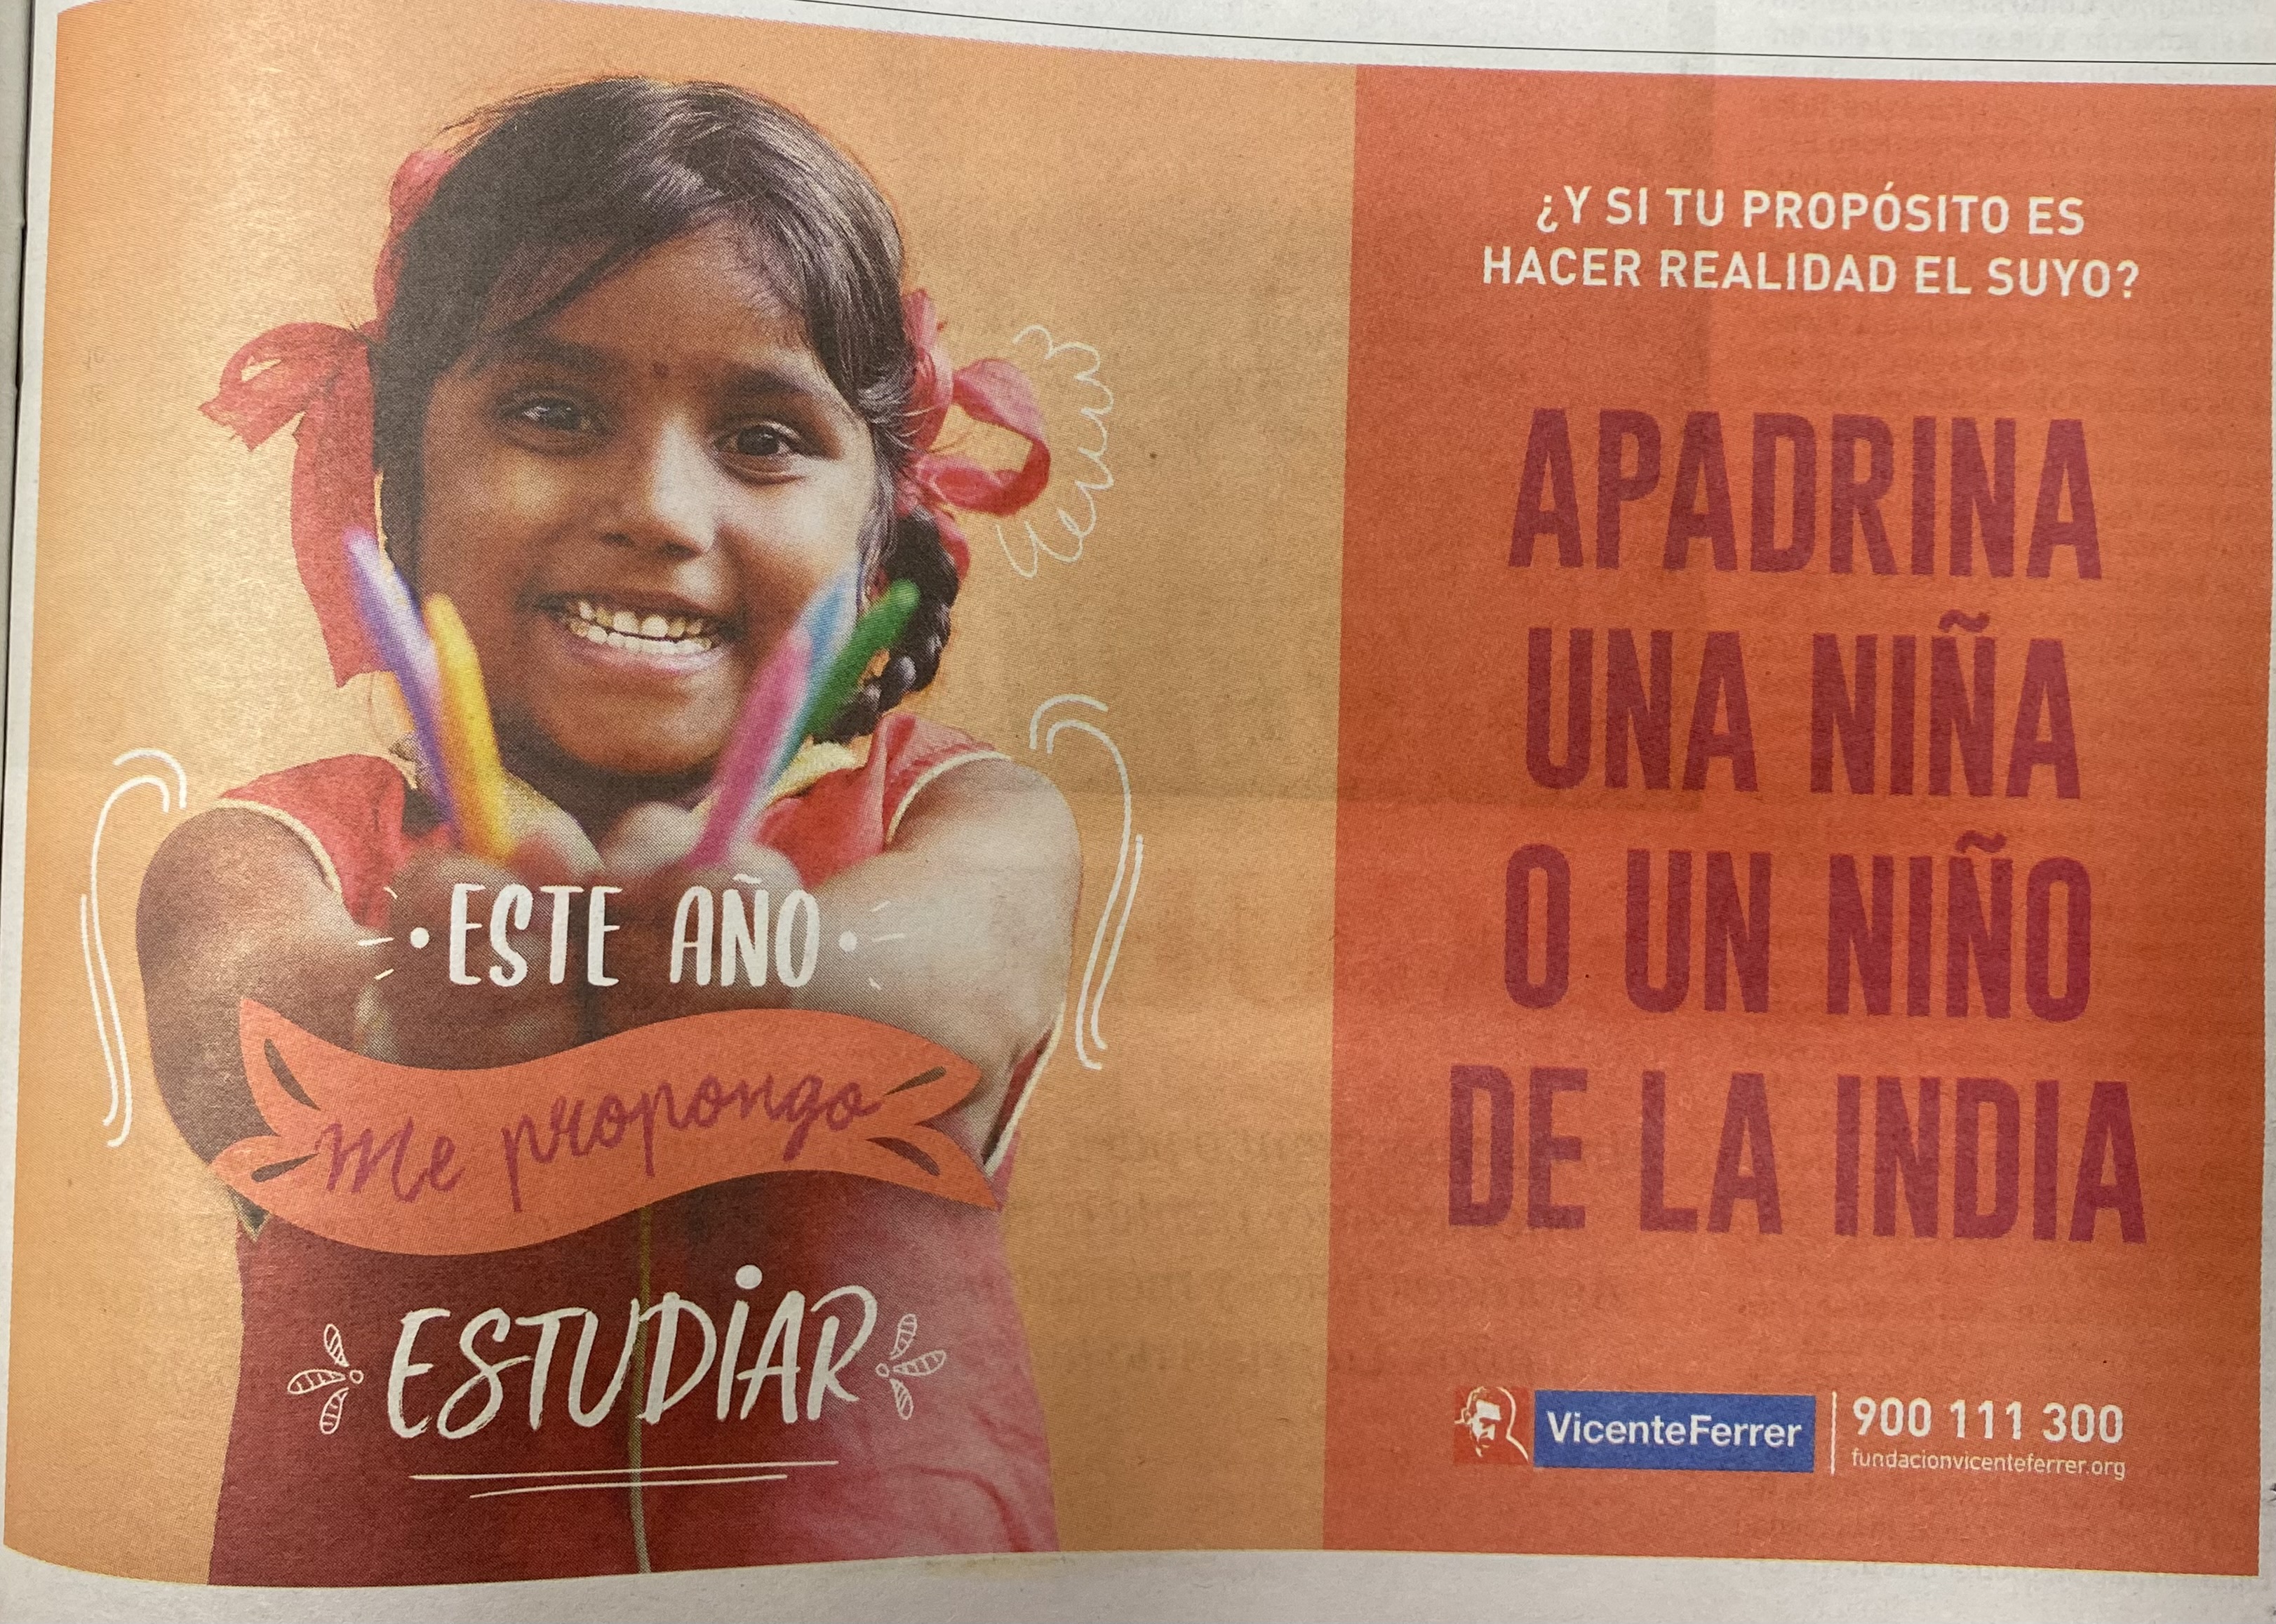 ESTE AÑO
Me propongo
ESTUDIAR
¿Y SI TU PROPÓSITO ES
HACER REALIDAD EL SUYO?
APADRINA
UNA NIÑA
O UN NIÑO
DE LA INDIA
VicenteFerrer
900 111 300
fundacionvicenteferrer.org